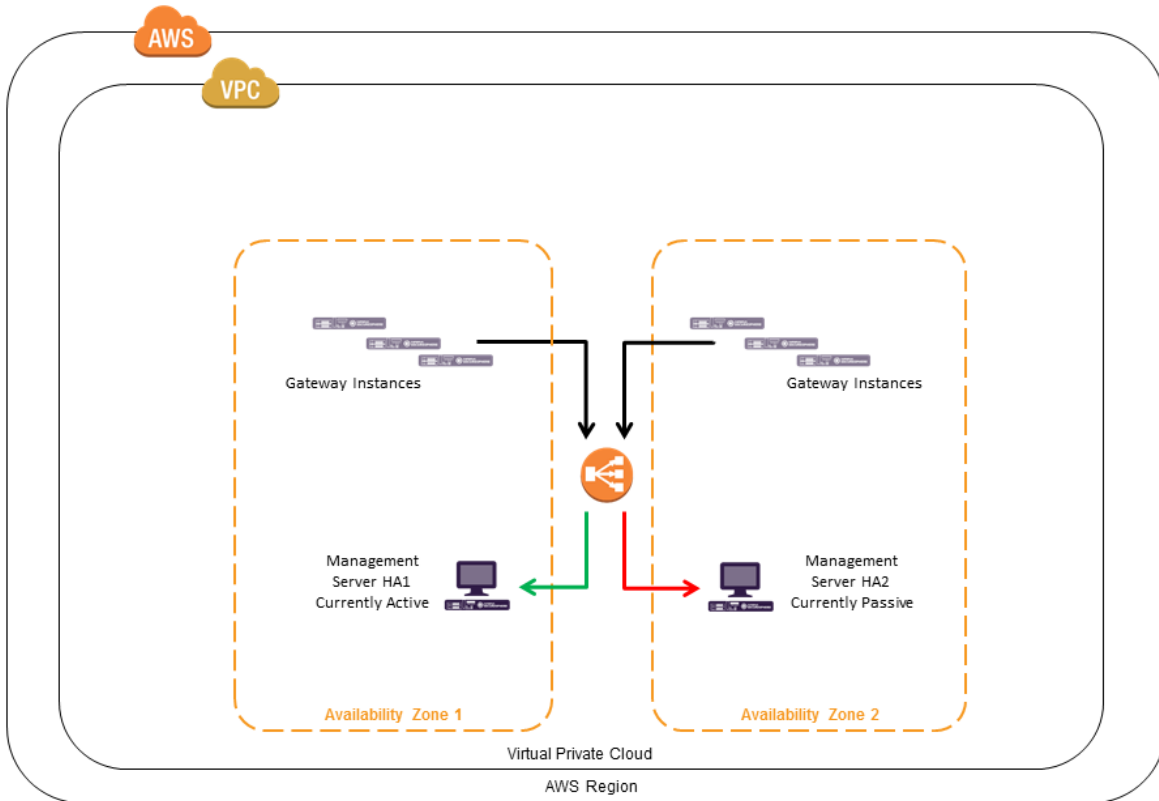 AWS
VPC
Gateway Instances
Gateway Instances
Management
Server HA1
Currently Active
Management
Server HA2
Currently Passive
Availability Zone 1
Availability Zone 2
Virtual Private Cloud
AWS Region